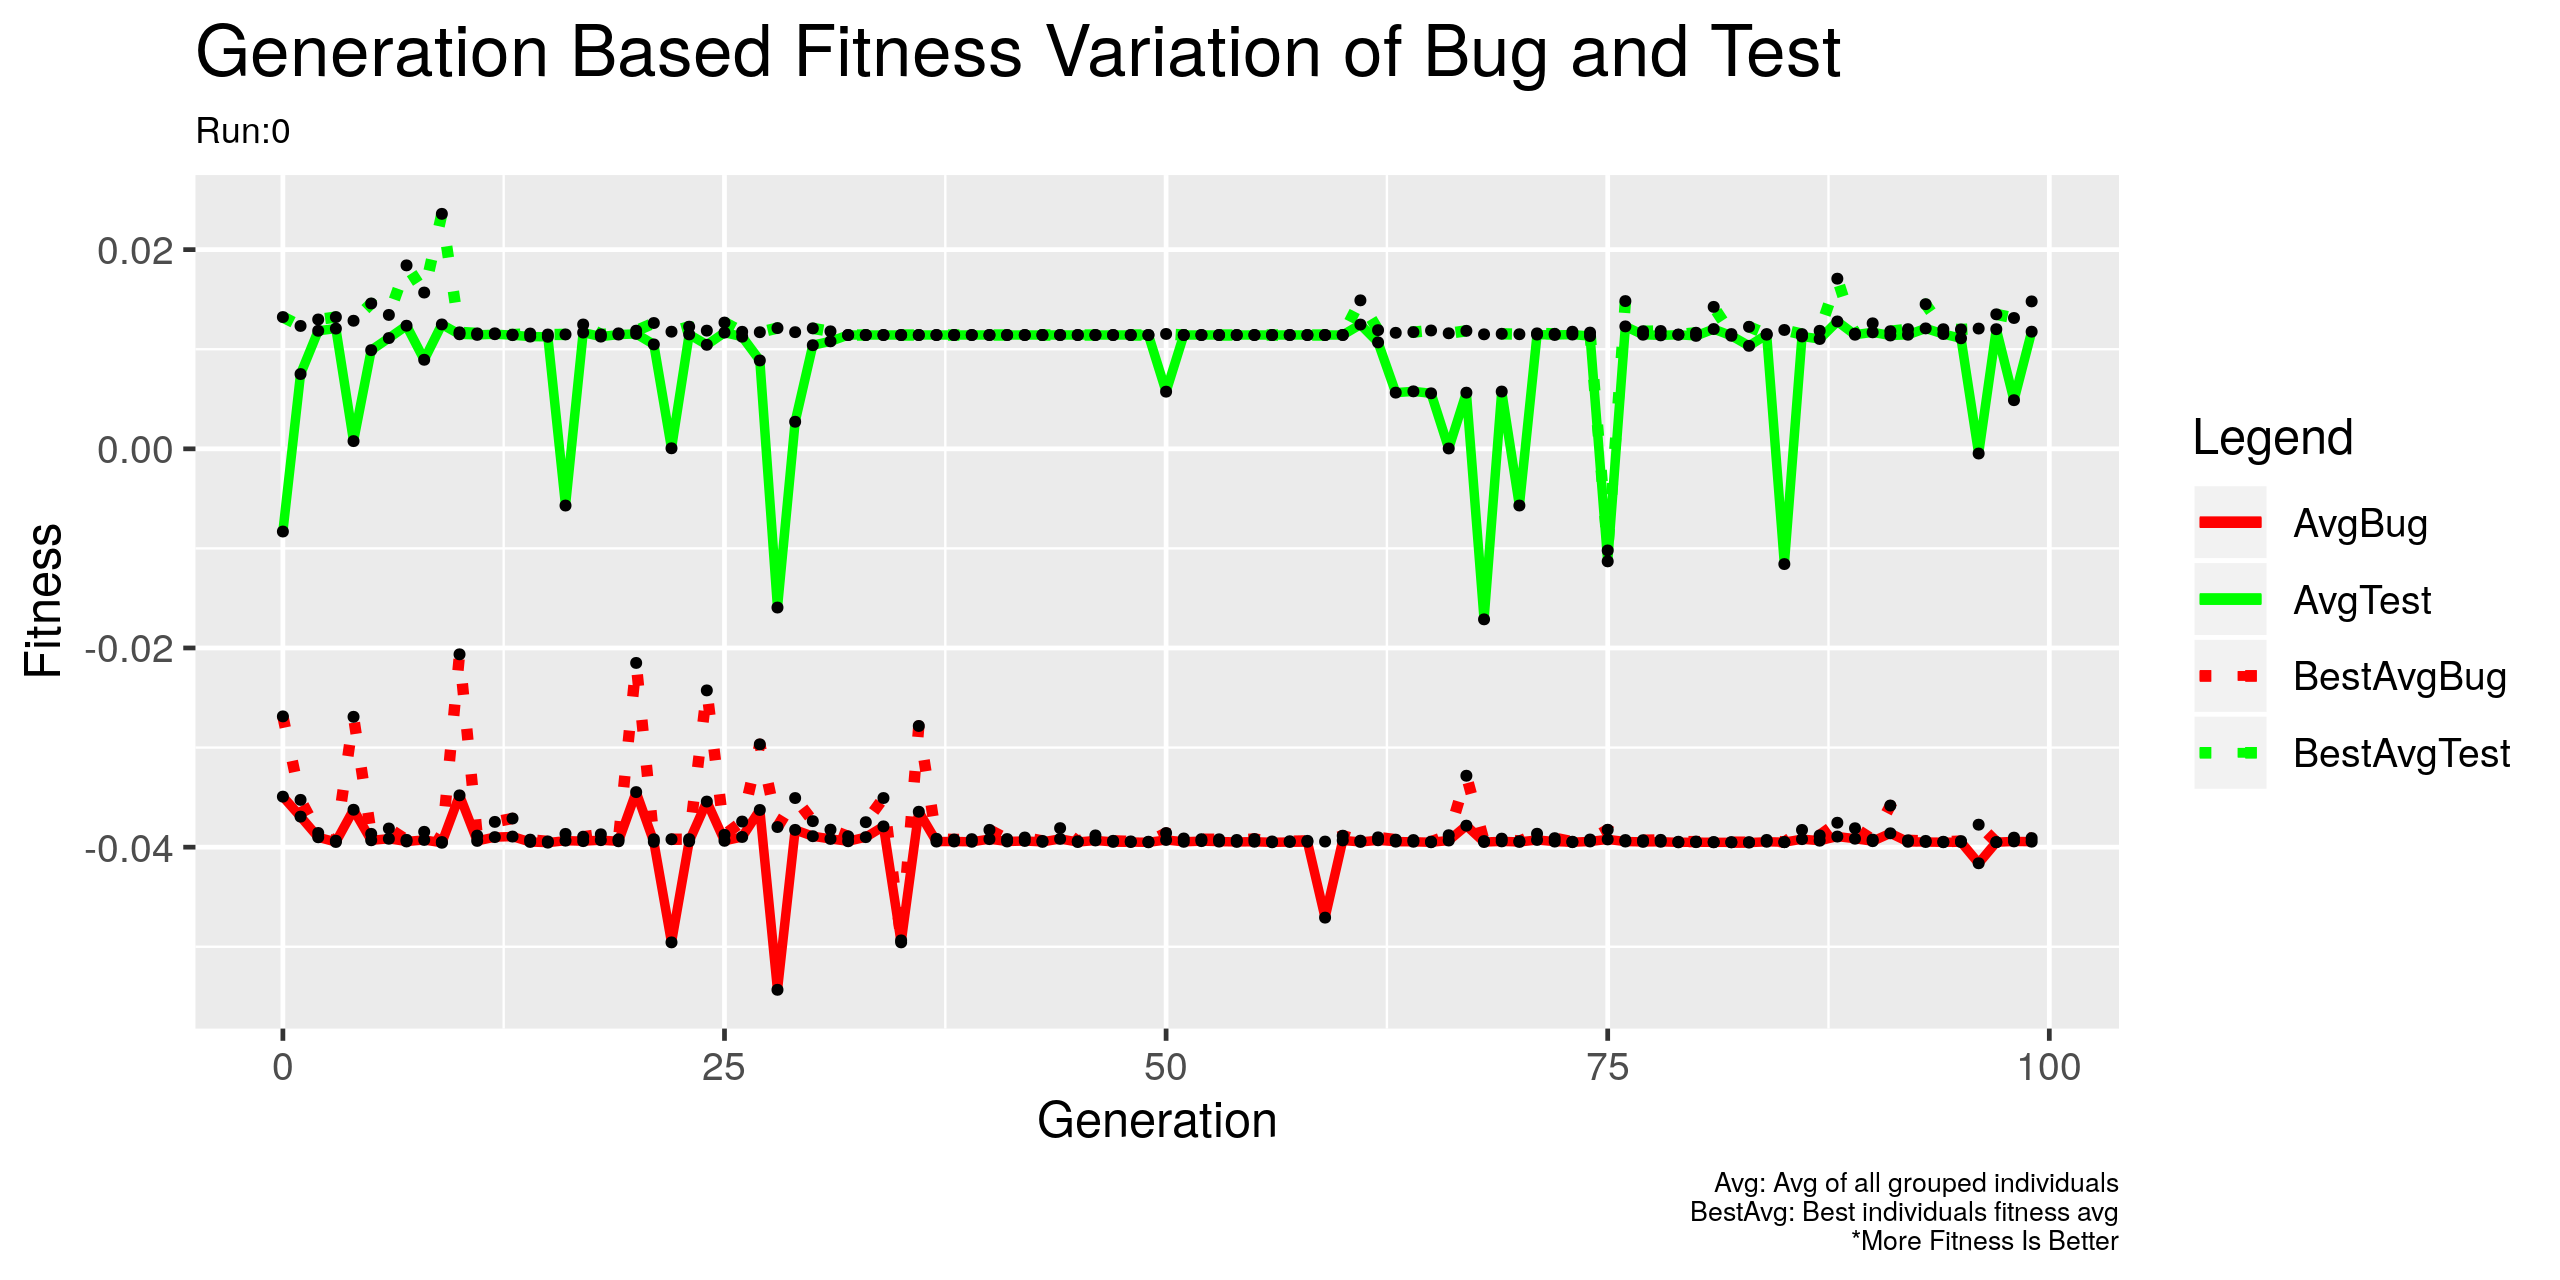 Generation Based Fitness Variation of Bug and Test
Run:0
Fitness
0.02
0.00
-0.02
-0.04
0
25
50
75
100
Generation
Legend
AvgBug
AvgTest
BestAvgBug
BestAvgTest
Avg: Avg of all grouped individuals
BestAvg: Best individuals fitness avg
*More Fitness Is Better